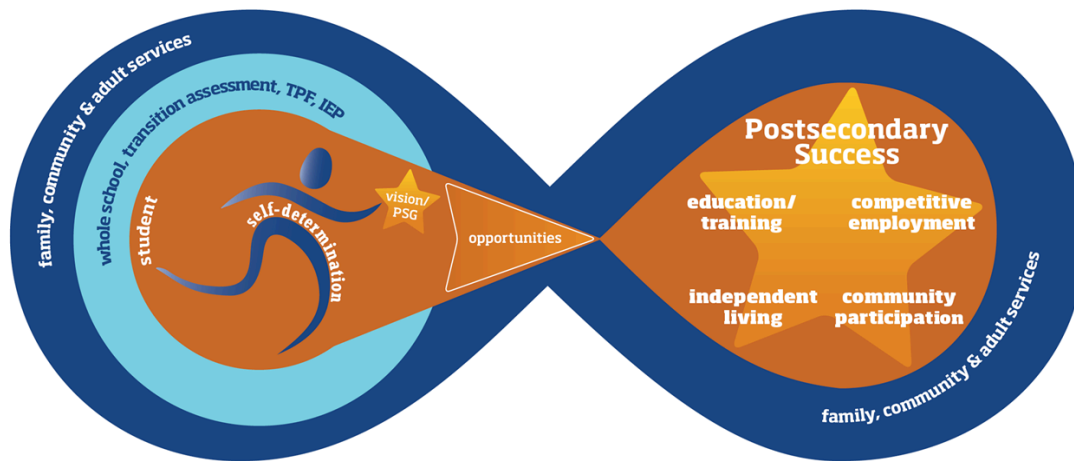 family, community & adult services
whole school, transition assessment, TPF, IEP
student
self-determination
vision/
PSG
opportunities
Postsecondary
Success
education/
training
competitive
employment
independent
living
community
participation
family, community & adult services